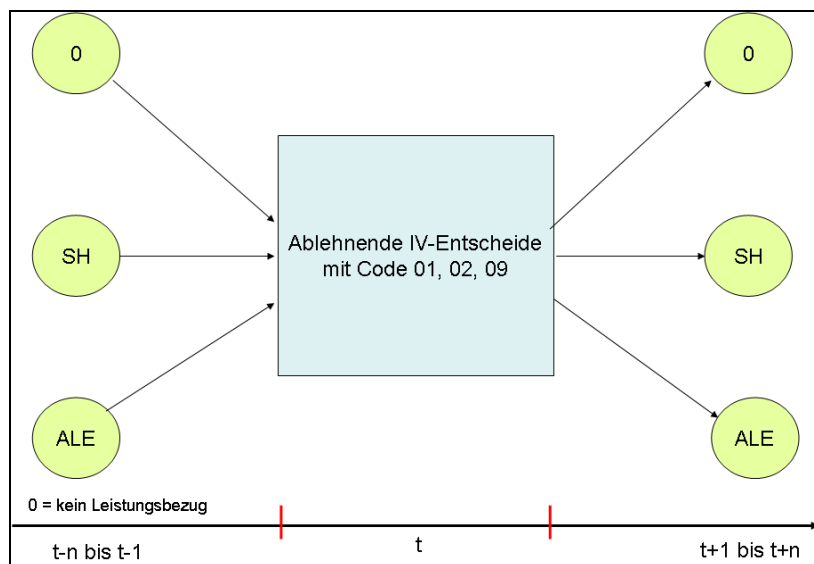 0
0
SH
Ablehnende IV-Entscheide
mit Code 01, 02, 09
SH
ALE
ALE
0 = kein Leistungsbezug
t-n bis t-1
t
t+1 bis t+n